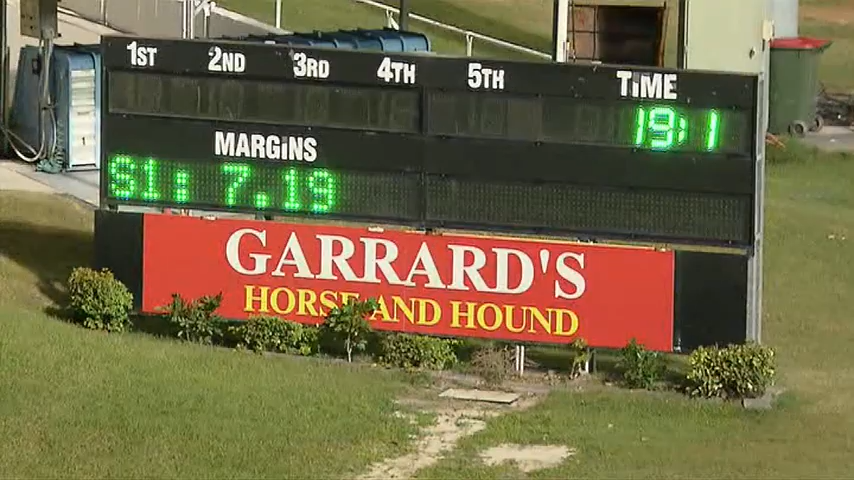 1ST 2ND 3RD 4TH 5TH TIME
19:1
MARGINS
S1: 7.19
GARRARD'S
HORSE AND HOUND